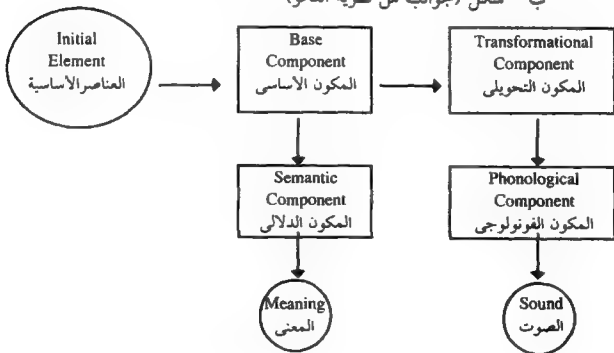 Initial
Element
العناصر الأساسية
Base
Component
المكون الأساسى
Transformational
Component
المكون التحويلى
Semantic
Component
المكون الدلالى
Phonological
Component
المكون الفونولوجى
Meaning
المعنى
Sound
الصوت